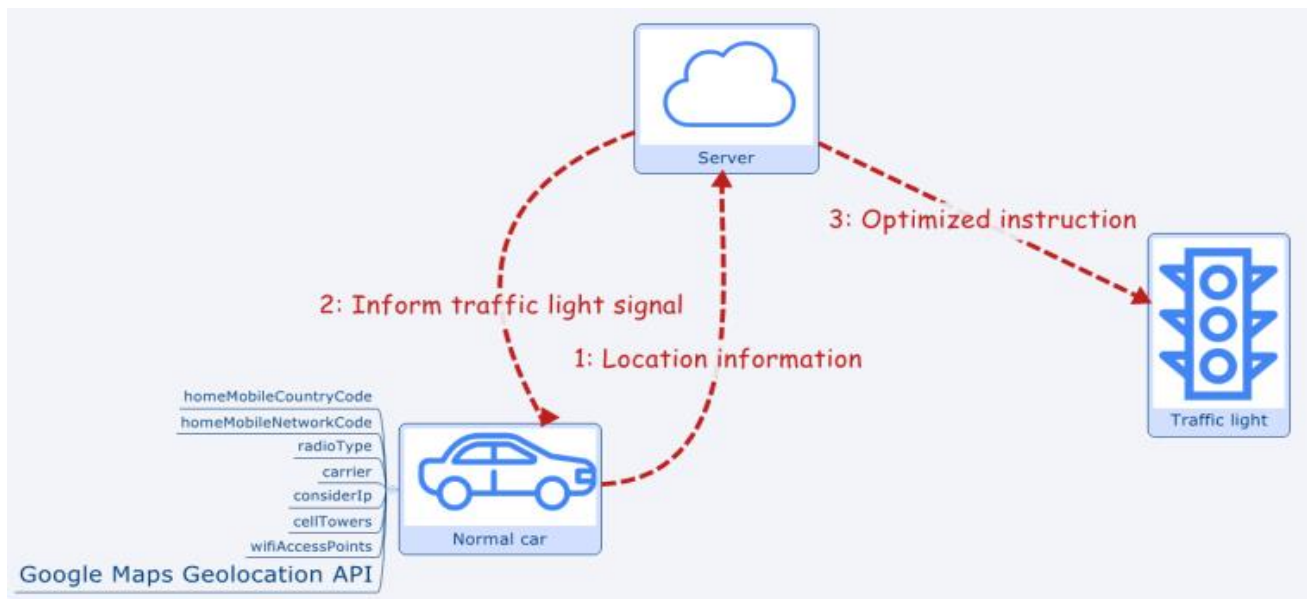 Server
3: Optimized instruction
2: Inform traffic light signal
1: Location information
homeMobileCountryCode
homeMobileNetworkCode
radioType
carrier
considerIp
cellTowers
wifiAccessPoints
Google Maps Geolocation API
Normal car
Traffic light